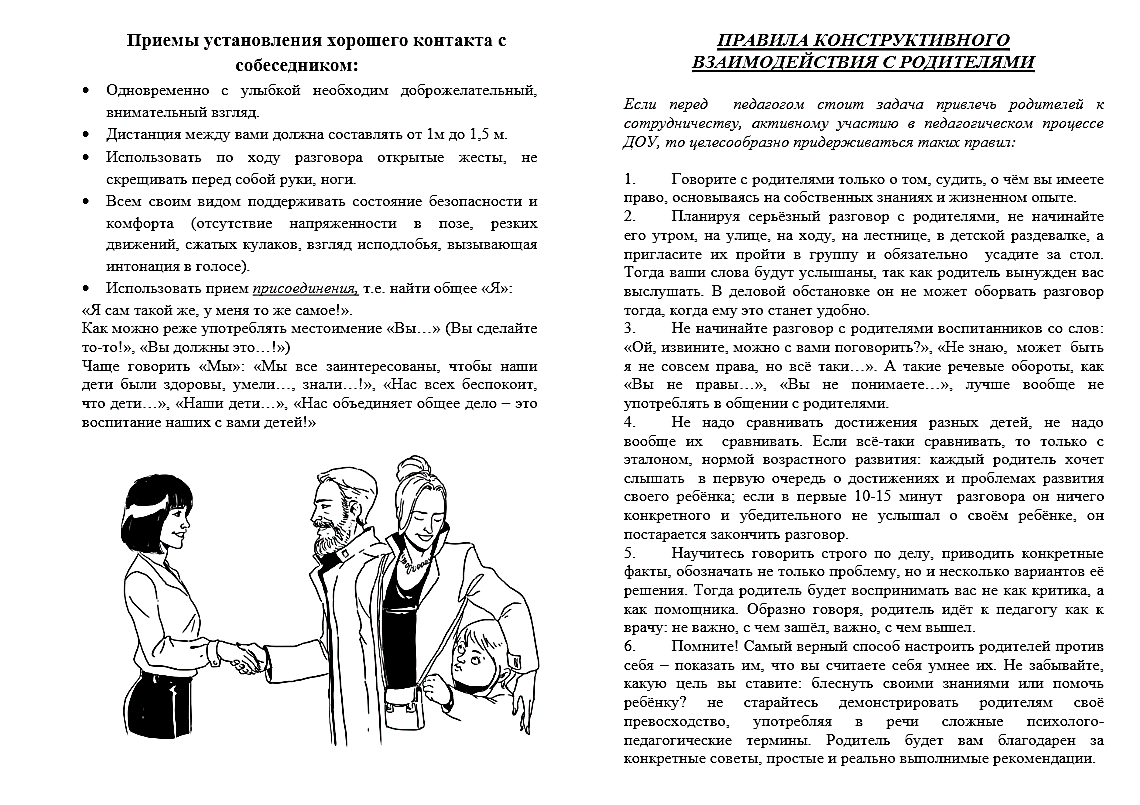 Приемы установления хорошего контакта с
собеседником:
• Одновременно с улыбкой необходим доброжелательный,
внимательный взгляд.
• Дистанция между вами должна составлять от 1м до 1,5 м.
• Использовать по ходу разговора открытые жесты, не
скрещивать перед собой руки, ноги.
• Всем своим видом поддерживать состояние безопасности и
комфорта (отсутствие напряженности в позе, резких
движений, сжатых кулаков, взгляд исподлобья, вызывающая
интонация в голосе).
• Использовать прием присоединения, т.е. найти общее «Я»:
«Я сам такой же, у меня то же самое!».
Как можно реже употреблять местоимение «Вы…» (Вы сделайте
то-то!», «Вы должны это…!»)
Чаще говорить «Мы»: «Мы все заинтересованы, чтобы наши
дети были здоровы, умели…, знали…!», «Нас всех беспокоит,
что дети…», «Наши дети…», «Нас объединяет общее дело – это
воспитание наших с вами детей!»
ПРАВИЛА КОНСТРУКТИВНОГО
ВЗАИМОДЕЙСТВИЯ С РОДИТЕЛЯМИ
Если перед педагогом стоит задача привлечь родителей к
сотрудничеству, активному участию в педагогическом процессе
ДОУ, то целесообразно придерживаться таких правил:
1. Говорите с родителями только о том, судить, о чём вы имеете
право, основываясь на собственных знаниях и жизненном опыте.
2. Планируя серьёзный разговор с родителями, не начинайте
его утром, на улице, на ходу, на лестнице, в детской раздевалке, а
пригласите их пройти в группу и обязательно усадите за стол.
Тогда ваши слова будут услышаны, так как родитель вынужден вас
выслушать. В деловой обстановке он не может оборвать разговор
тогда, когда ему это станет удобно.
3. Не начинайте разговор с родителями воспитанников со слов:
«Ой, извините, можно с вами поговорить?», «Не знаю, может быть
я не совсем права, но всё таки…». А такие речевые обороты, как
«Вы не правы…», «Вы не понимаете…», лучше вообще не
употреблять в общении с родителями.
4. Не надо сравнивать достижения разных детей, не надо
вообще их сравнивать. Если всё-таки сравнивать, то только с
эталоном, нормой возрастного развития: каждый родитель хочет
слышать в первую очередь о достижениях и проблемах развития
своего ребёнка; если в первые 10-15 минут разговора он ничего
конкретного и убедительного не услышал о своём ребёнке, он
постарается закончить разговор.
5. Научитесь говорить строго по делу, приводить конкретные
факты, обозначать не только проблему, но и несколько вариантов её
решения. Тогда родитель будет воспринимать вас не как критика, а
как помощника. Образно говоря, родитель идёт к педагогу как к
врачу: не важно, с чем зашёл, важно, с чем вышел.
6. Помните! Самый верный способ настроить родителей против
себя – показать им, что вы считаете себя умнее их. Не забывайте,
какую цель вы ставите: блеснуть своими знаниями или помочь
ребёнку? не старайтесь демонстрировать родителям своё
превосходство, употребляя в речи сложные психолого-
педагогические термины. Родитель будет вам благодарен за
конкретные советы, простые и реально выполнимые рекомендации.